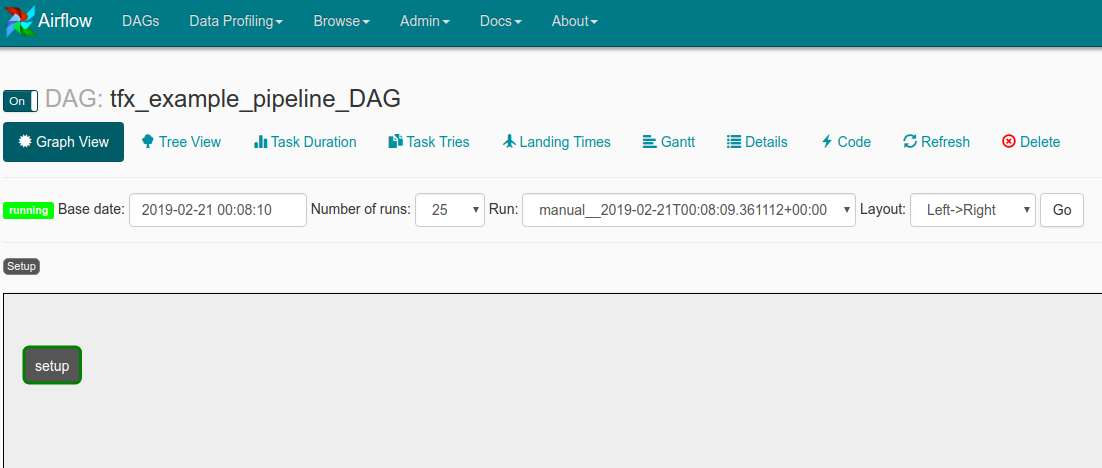 Airflow DAGs Data Profiling Browse Admin Docs About
On DAG: tfx_example_pipeline_DAG
Graph View Tree View Task Duration Task Tries Landing Times Gantt Details Code Refresh Delete
running Base date: 2019-02-21 00:08:10 Number of runs: 25 Run: manual__2019-02-21T00:08:09.361112+00:00 Layout: Left->Right Go
Setup
setup